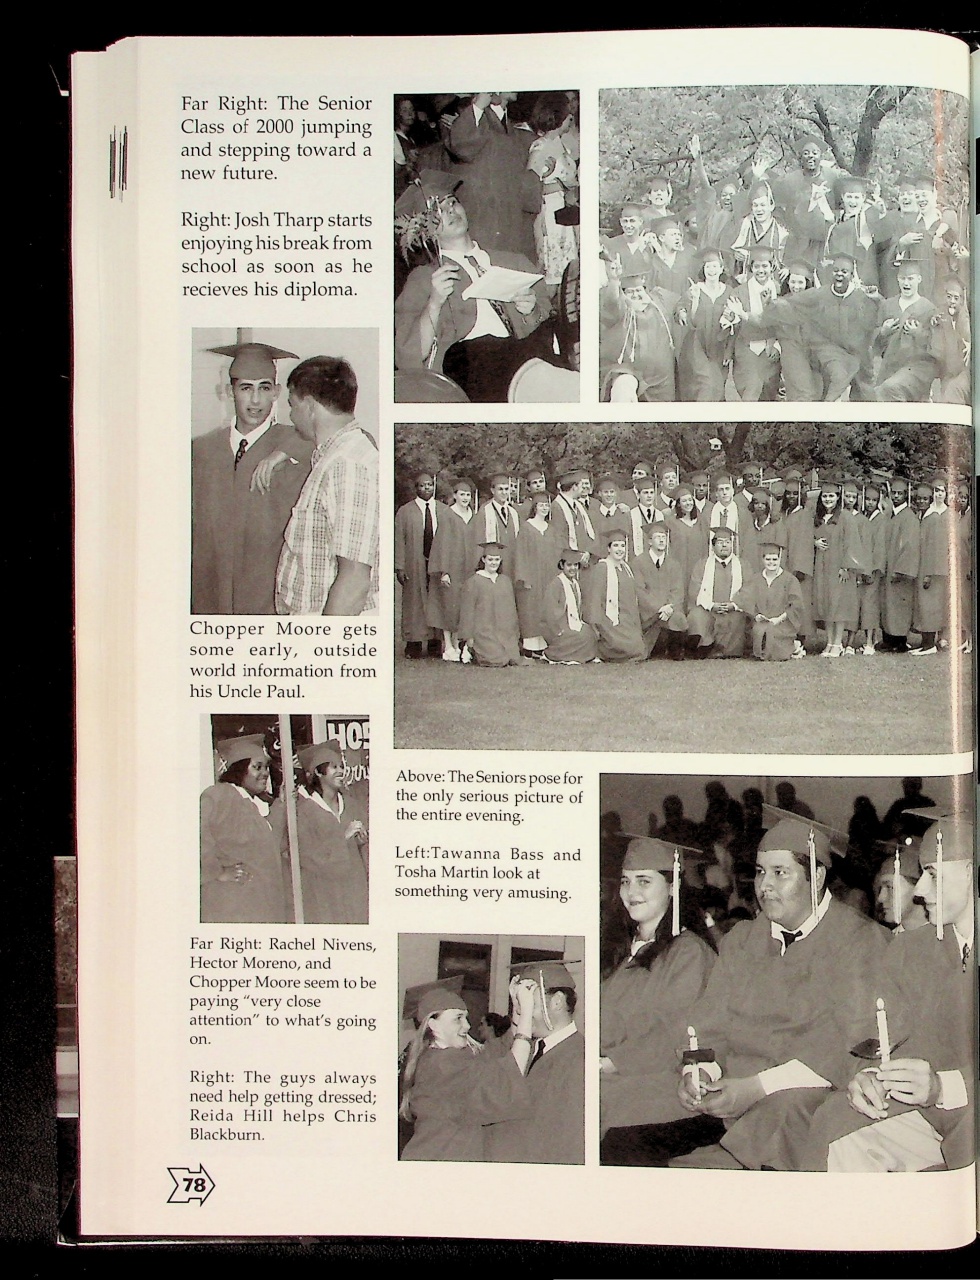 Far Right: The Senior
Class of 2000 jumping
and stepping toward a
new future.
Right: Josh Tharp starts
enjoying his break from
school as soon as he
recieves his diploma.
Chopper Moore gets
some early, outside
world information from
his Uncle Paul.
HOS
Above: The Seniors pose for
the only serious picture of
the entire evening.
Left:Tawanna Bass and
Tosha Martin look at
something very amusing.
Far Right: Rachel Nivens,
Hector Moreno, and
Chopper Moore seem to be
paying "very close
attention" to what's going
on.
Right: The guys always
need help getting dressed;
Reida Hill helps Chris
Blackburn.
78